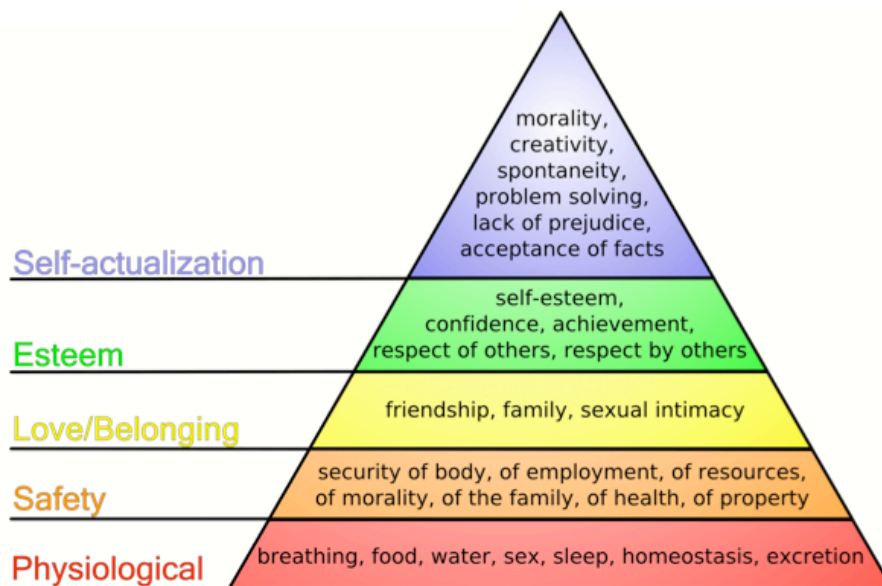 morality,
creativity,
spontaneity,
problem solving,
lack of prejudice,
acceptance of facts
Self-actualization
self-esteem,
confidence, achievement,
respect of others, respect by others
Esteem
friendship, family, sexual intimacy
Love/Belonging
security of body, of employment, of resources,
of morality, of the family, of health, of property
Safety
breathing, food, water, sex, sleep, homeostasis, excretion
Physiological